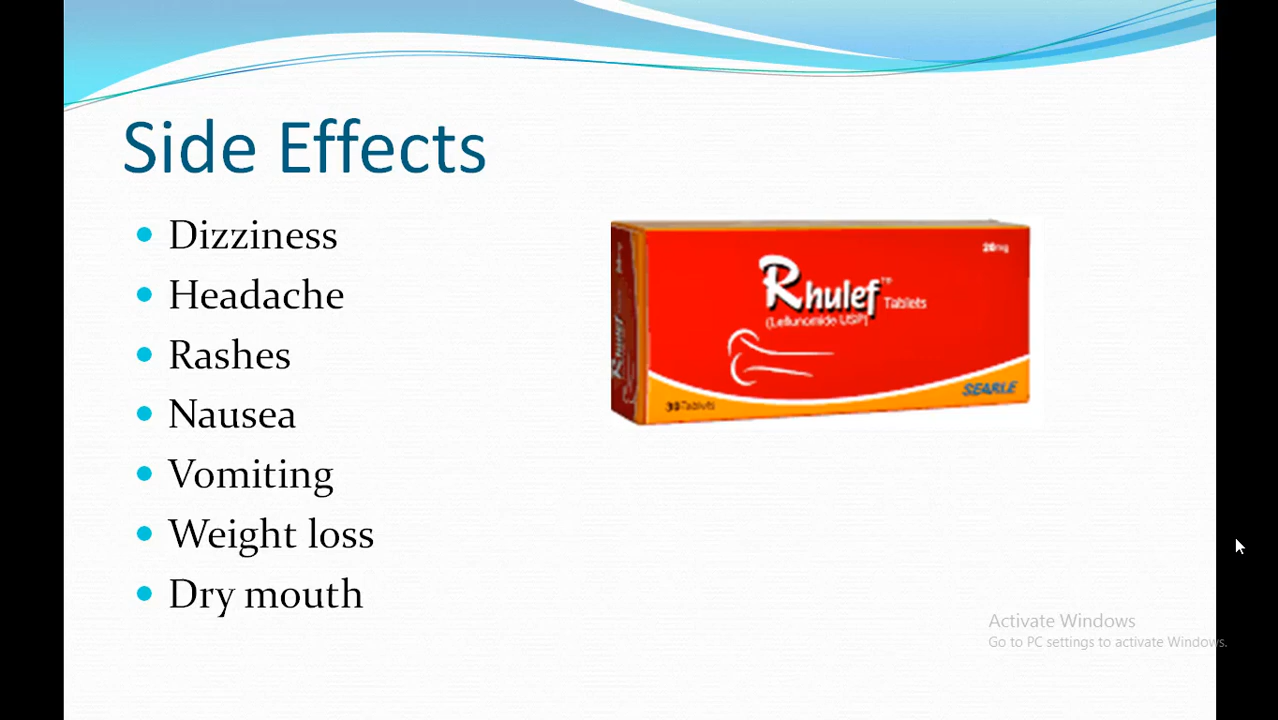 Side Effects
Dizziness
Headache
Rashes
Nausea
Vomiting
Weight loss
Dry mouth
20mg
Rhulef™ Tablets
(Leflunomide USP)
Rhulef
30 Tablets
SEARLE
Activate Windows
Go to PC settings to activate Windows.